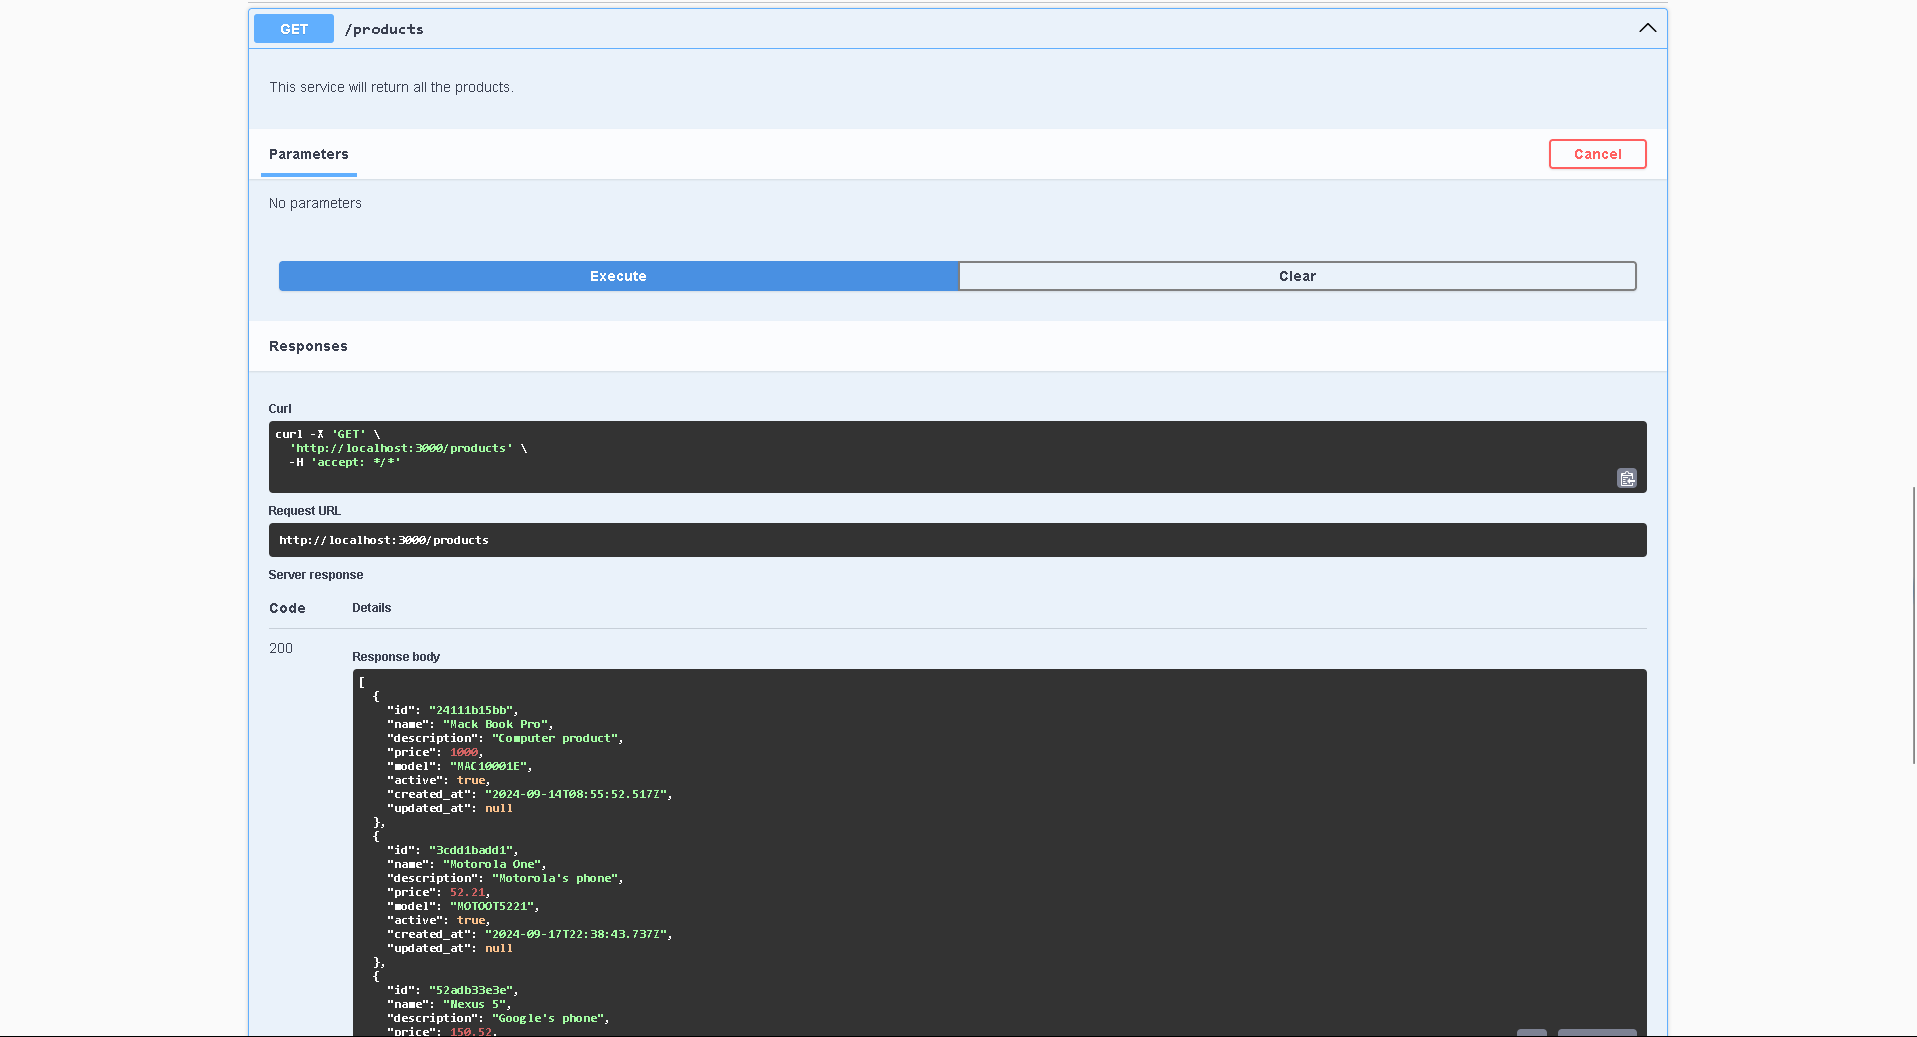 GET /products
This service will return all the products.
Parameters
Cancel
No parameters
Execute
Clear
Responses
Curl
curl -X 'GET' \
  'http://localhost:3000/products' \
  -H 'accept: */*'
Request URL
http://localhost:3000/products
Server response
Code Details
200
Response body
[
  {
    "id": "24111b15bb",
    "name": "Mack Book Pro",
    "description": "Computer product",
    "price": 1000,
    "model": "MAC10001E",
    "active": true,
    "created_at": "2024-09-14T08:55:52.517Z",
    "updated_at": null
  },
  {
    "id": "3cdd1badd1",
    "name": "Motorola One",
    "description": "Motorola's phone",
    "price": 52.21,
    "model": "MOTOOT5221",
    "active": true,
    "created_at": "2024-09-17T22:38:43.737Z",
    "updated_at": null
  },
  {
    "id": "52adb33e3e",
    "name": "Nexus 5",
    "description": "Google's phone",
    "price": 150.52,